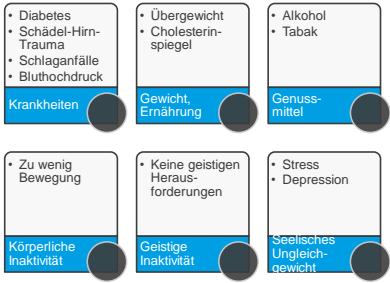 • Diabetes
• Schädel-Hirn-
Trauma
• Schlaganfälle
• Bluthochdruck
Krankheiten
• Übergewicht
• Cholesterin-
spiegel
Gewicht,
Ernährung
• Alkohol
• Tabak
Genuss-
mittel
• Zu wenig
Bewegung
Körperliche
Inaktivität
• Keine geistigen
Heraus-
forderungen
Geistige
Inaktivität
• Stress
• Depression
Seelisches
Ungleich-
gewicht